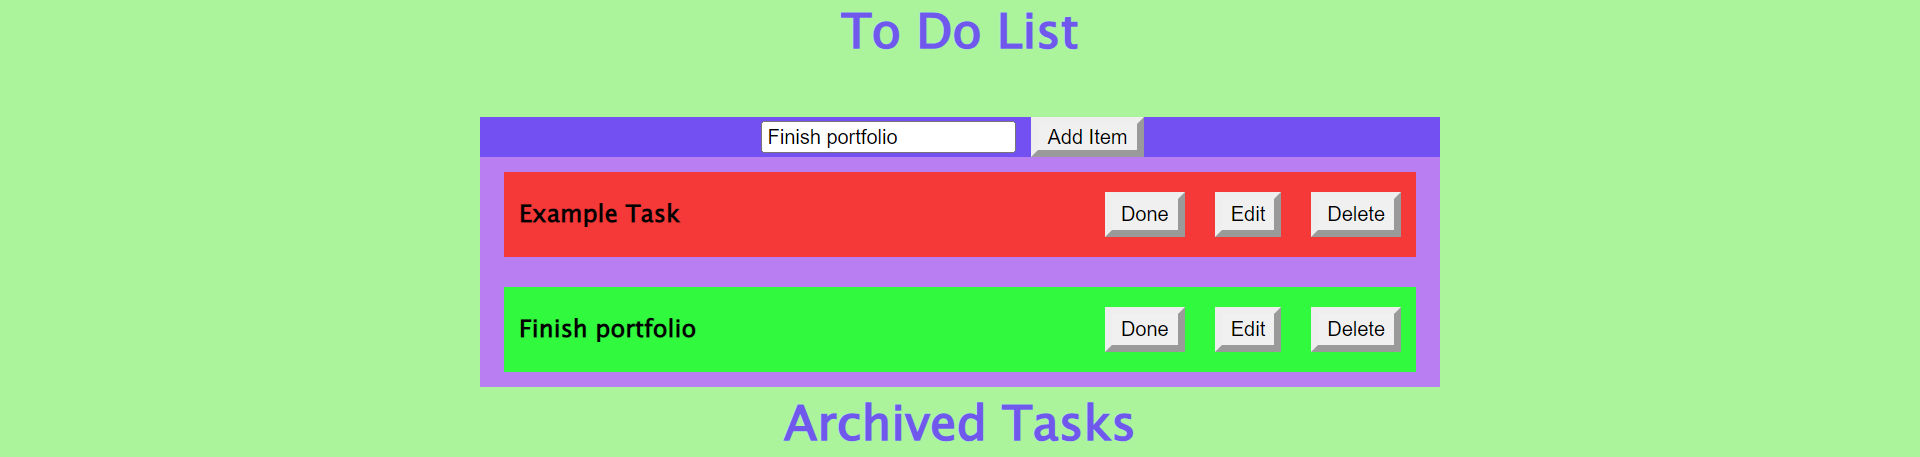 To Do List
Finish portfolio Add Item
Example Task Done Edit Delete
Finish portfolio Done Edit Delete
Archived Tasks